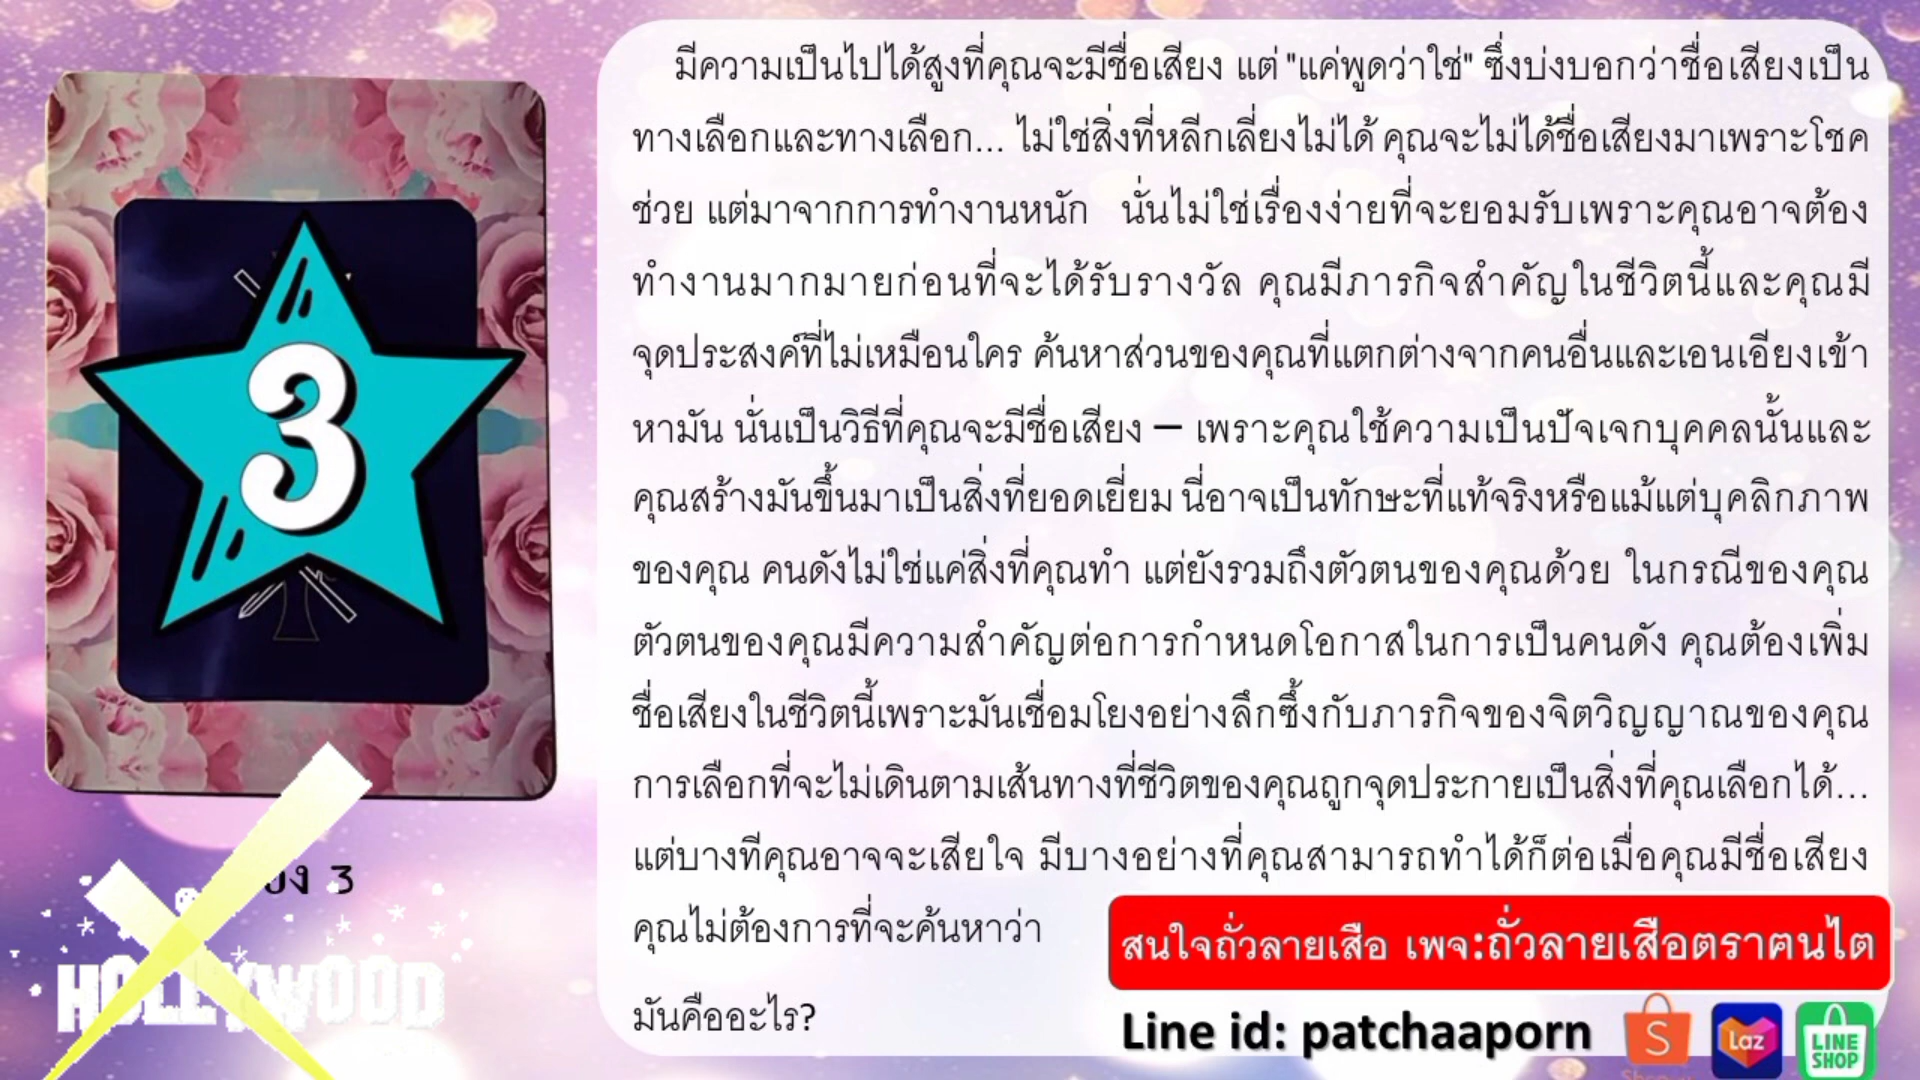 มีความเป็นไปได้สูงที่คุณจะมีชื่อเสียง แต่ "แค่พูดว่าใช่" ซึ่งบ่งบอกว่าชื่อเสียงเป็น
ทางเลือกและทางเลือก... ไม่ใช่สิ่งที่หลีกเลี่ยงไม่ได้ คุณจะไม่ได้ชื่อเสียงมาเพราะโชค
ช่วย แต่มาจากการทำงานหนัก นั่นไม่ใช่เรื่องง่ายที่จะยอมรับเพราะคุณอาจต้อง
ทำงานมากมายก่อนที่จะได้รับรางวัล คุณมีภารกิจสำคัญในชีวิตนี้และคุณมี
จุดประสงค์ที่ไม่เหมือนใคร ค้นหาส่วนของคุณที่แตกต่างจากคนอื่นและเอนเอียงเข้า
หามัน นั่นเป็นวิธีที่คุณจะมีชื่อเสียง — เพราะคุณใช้ความเป็นปัจเจกบุคคลนั้นและ
คุณสร้างมันขึ้นมาเป็นสิ่งที่ยอดเยี่ยม นี่อาจเป็นทักษะที่แท้จริงหรือแม้แต่บุคลิกภาพ
ของคุณ คนดังไม่ใช่แค่สิ่งที่คุณทำ แต่ยังรวมถึงตัวตนของคุณด้วย ในกรณีของคุณ
ตัวตนของคุณมีความสำคัญต่อการกำหนดโอกาสในการเป็นคนดัง คุณต้องเพิ่ม
ชื่อเสียงในชีวิตนี้เพราะมันเชื่อมโยงอย่างลึกซึ้งกับภารกิจของจิตวิญญาณของคุณ
การเลือกที่จะไม่เดินตามเส้นทางที่ชีวิตของคุณถูกจุดประกายเป็นสิ่งที่คุณเลือกได้...
แต่บางทีคุณอาจจะเสียใจ มีบางอย่างที่คุณสามารถทำได้ก็ต่อเมื่อคุณมีชื่อเสียง
คุณไม่ต้องการที่จะค้นหาว่า
มันคืออะไร?
3
3
HOLLYWOOD
สนใจถั่วลายเสือ เพจ:ถั่วลายเสือตราฅนไต
Line id: patchaaporn
S
Laz
LINE
SHOP